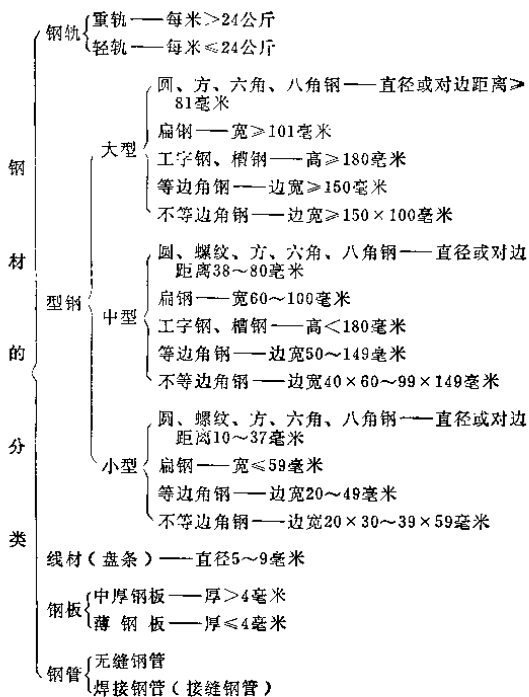 钢材的分类
钢轨
重轨——每米>24公斤
轻轨——每米≤24公斤
型钢
大型
圆、方、六角、八角钢——直径或对边距离≥
81毫米
扁钢——宽≥101毫米
工字钢、槽钢——高≥180毫米
等边角钢——边宽≥150毫米
不等边角钢——边宽≥150×100毫米
中型
圆、螺纹、方、六角、八角钢——直径或对边
距离38~80毫米
扁钢——宽60~100毫米
工字钢、槽钢——高<180毫米
等边角钢——边宽50~149毫米
不等边角钢——边宽40×60~99×149毫米
小型
圆、螺纹、方、六角、八角钢——直径或对边
距离10~37毫米
扁钢——宽≤59毫米
等边角钢——边宽20~49毫米
不等边角钢——边宽20×30~39×59毫米
线材(盘条)——直径5~9毫米
钢板
中厚钢板——厚>4毫米
薄钢板——厚≤4毫米
钢管
无缝钢管
焊接钢管(接缝钢管)